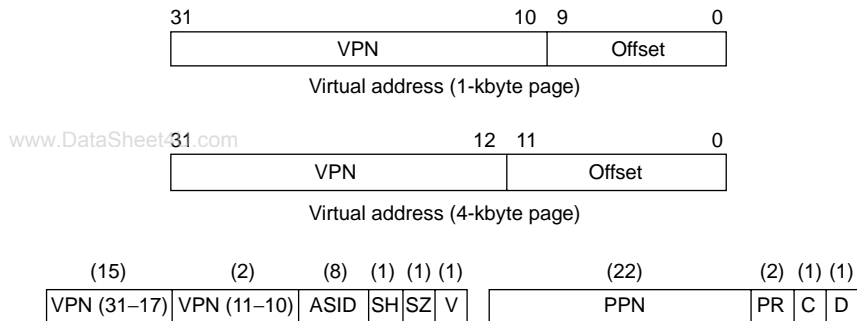 31 10 9 0
VPN Offset
Virtual address (1-kbyte page)
www.DataSheet4U.com
31 12 11 0
VPN Offset
Virtual address (4-kbyte page)
(15) (2) (8) (1) (1) (1) (22) (2) (1) (1)
VPN (31–17) VPN (11–10) ASID SH SZ V PPN PR C D